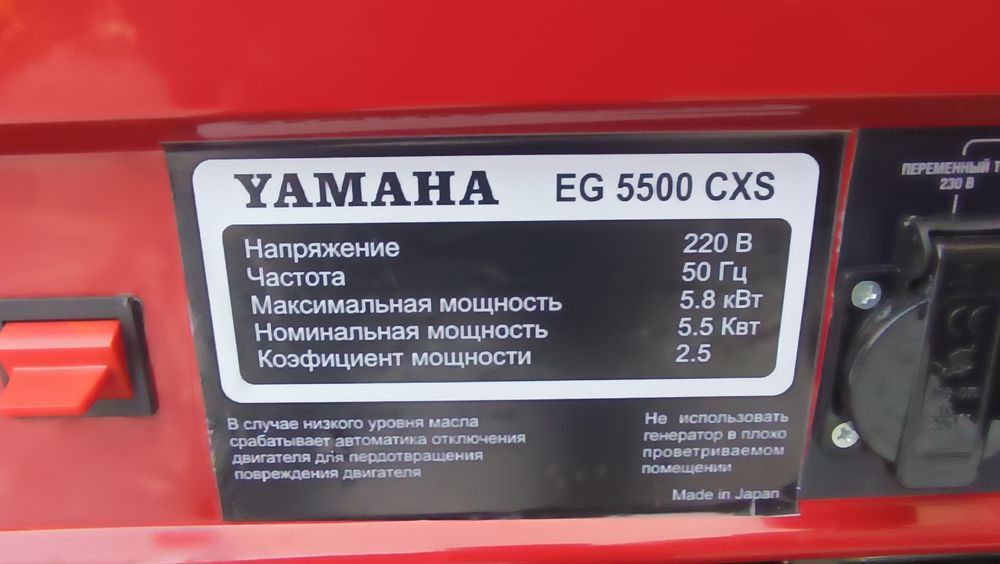 YAMAHA EG 5500 CXS
Напряжение 220 В
Частота 50 Гц
Максимальная мощность 5.8 кВт
Номинальная мощность 5.5 Квт
Коэфициент мощности 2.5
В случае низкого уровня масла
срабатывает автоматика отключения
двигателя для пердотвращения
повреждения двигателя
Не использовать
генератор в плохо
проветриваемом
помещении
Made in Japan
ПЕРЕМЕННЫЙ Т
230 В